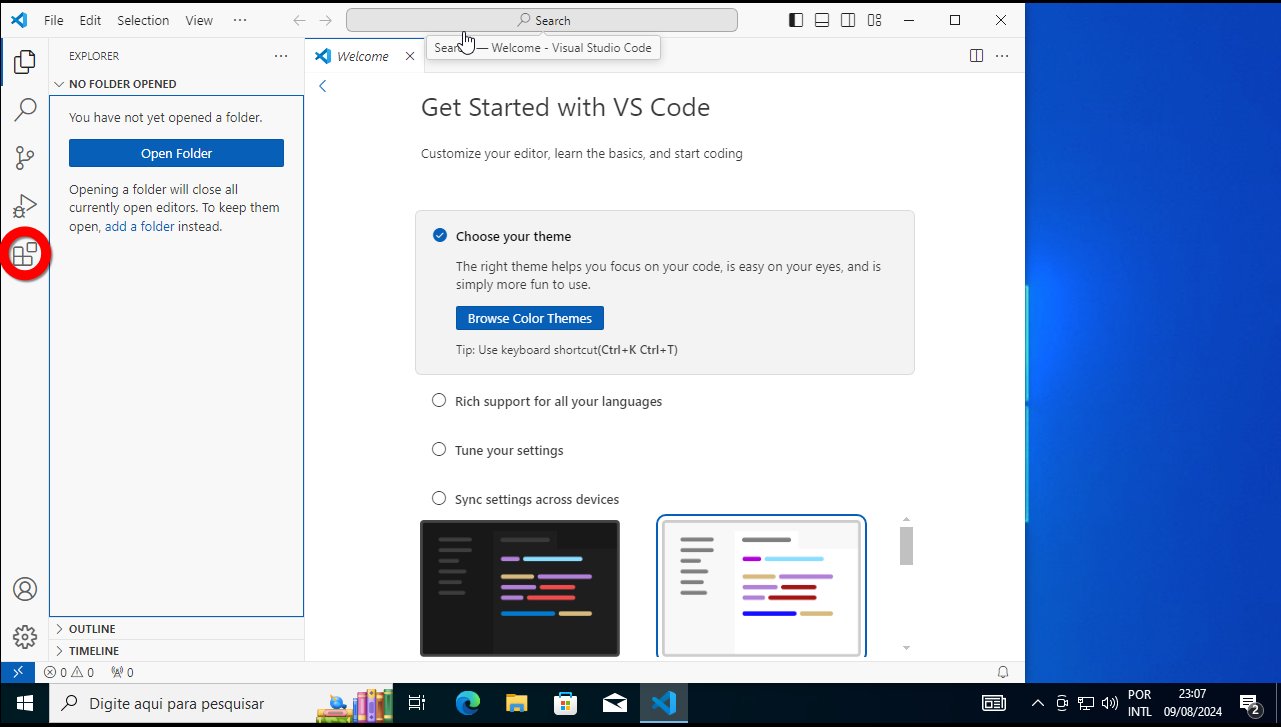 File Edit Selection View ··· Search
Search — Welcome - Visual Studio Code
EXPLORER ···
Welcome
NO FOLDER OPENED
You have not yet opened a folder.
Open Folder
Opening a folder will close all
currently open editors. To keep them
open, add a folder instead.
Get Started with VS Code
Customize your editor, learn the basics, and start coding
Choose your theme
The right theme helps you focus on your code, is easy on your eyes, and is
simply more fun to use.
Browse Color Themes
Tip: Use keyboard shortcut(Ctrl+K Ctrl+T)
Rich support for all your languages
Tune your settings
Sync settings across devices
OUTLINE
TIMELINE
0 0 0
Digite aqui para pesquisar
POR
INTL
23:07
09/08/2024
2